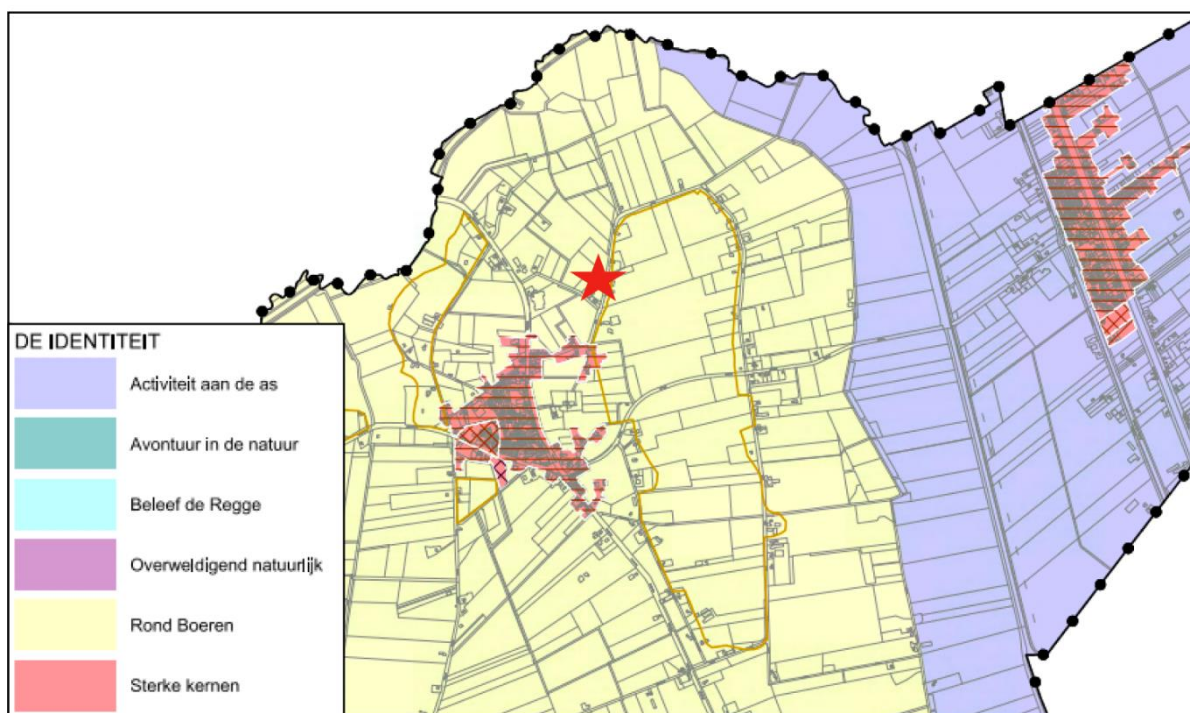 DE IDENTITEIT
Activiteit aan de as
Avontuur in de natuur
Beleef de Regge
Overweldigend natuurlijk
Rond Boeren
Sterke kernen